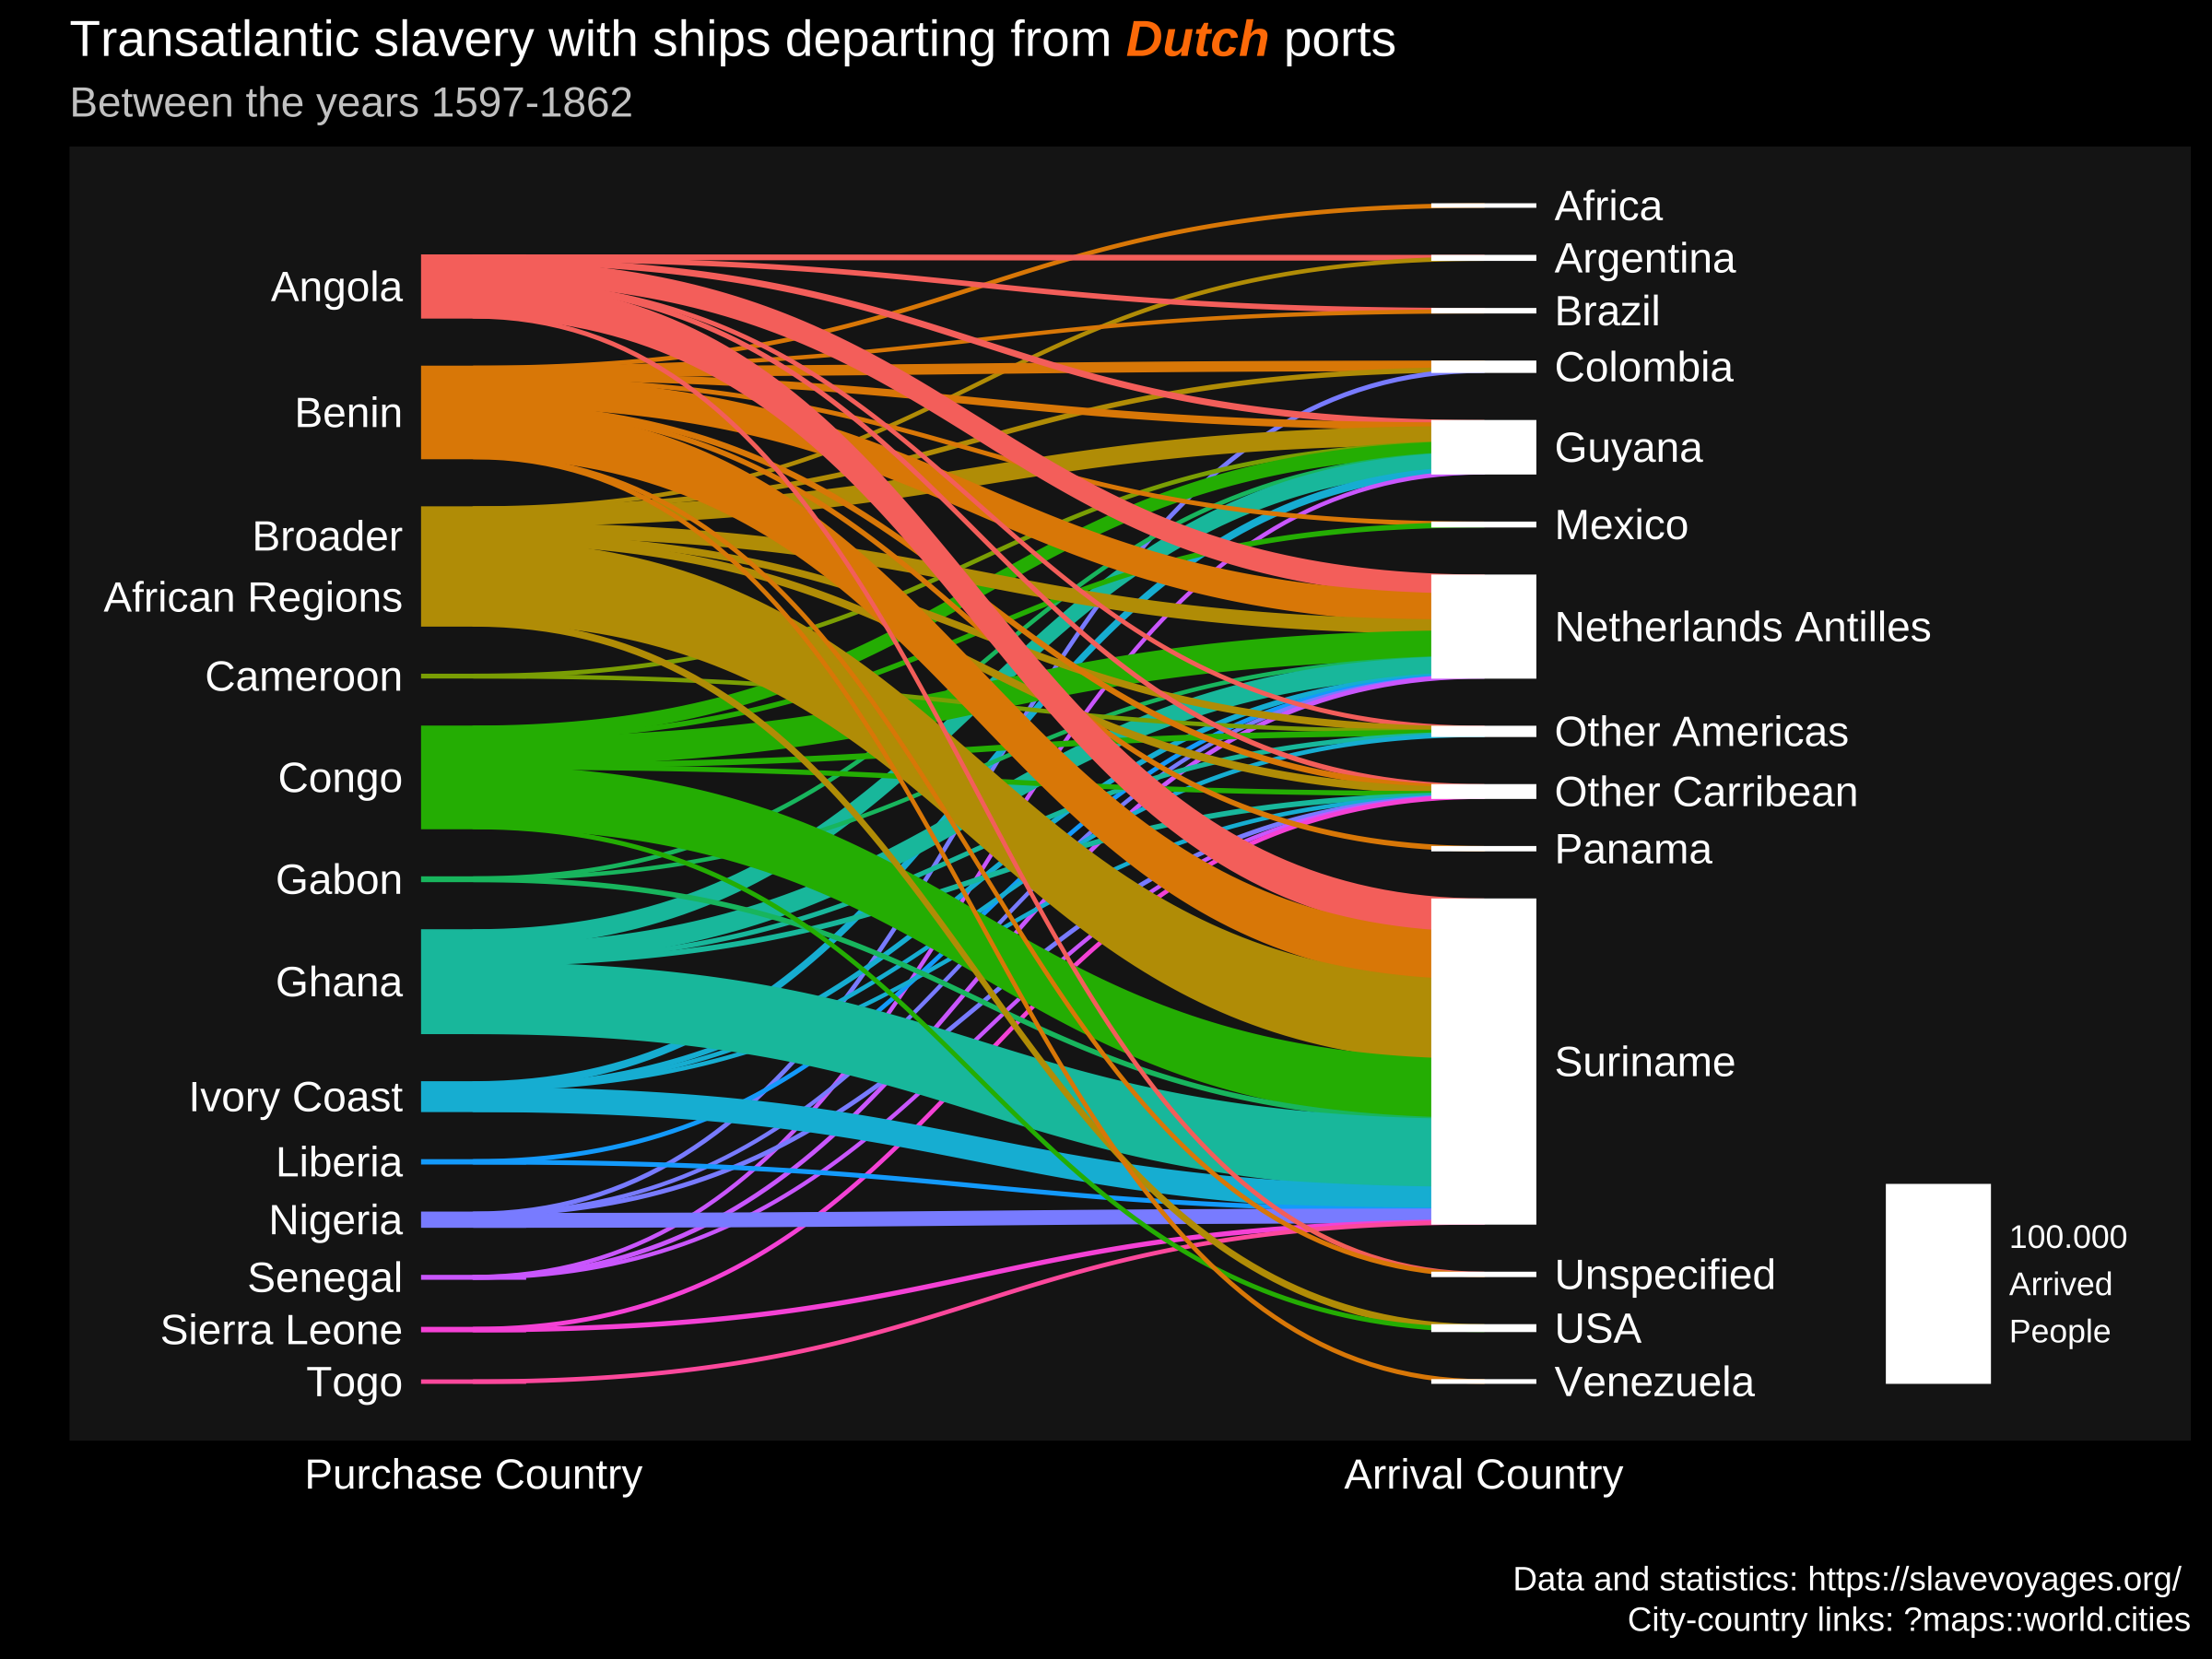 Transatlantic slavery with ships departing from Dutch ports
Between the years 1597-1862
Angola
Benin
Broader
African Regions
Cameroon
Congo
Gabon
Ghana
Ivory Coast
Liberia
Nigeria
Senegal
Sierra Leone
Togo
Africa
Argentina
Brazil
Colombia
Guyana
Mexico
Netherlands Antilles
Other Americas
Other Carribean
Panama
Suriname
Unspecified
USA
Venezuela
100.000
Arrived
People
Purchase Country
Arrival Country
Data and statistics: https://slavevoyages.org/
City-country links: ?maps::world.cities